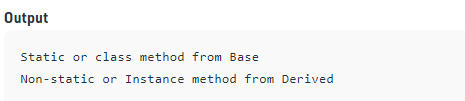 Output
Static or class method from Base
Non-static or Instance method from Derived